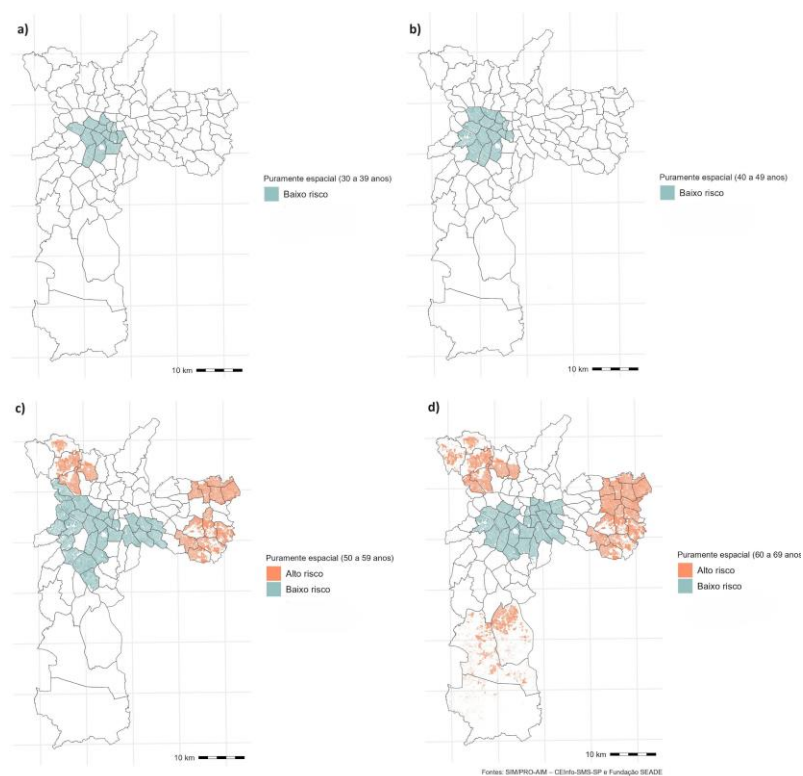 a)
Puramente espacial (30 a 39 anos)
Baixo risco
10 km
b)
Puramente espacial (40 a 49 anos)
Baixo risco
10 km
c)
Puramente espacial (50 a 59 anos)
Alto risco
Baixo risco
10 km
d)
Puramente espacial (60 a 69 anos)
Alto risco
Baixo risco
10 km
Fontes: SIM/PRO-AIM – CEInfo-SMS-SP e Fundação SEADE